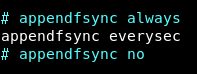 # appendfsync always
appendfsync everysec
# appendfsync no